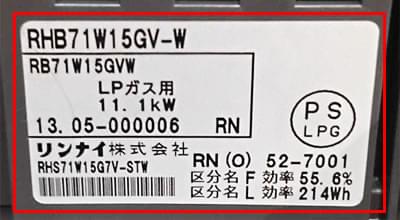 RHB71W15GV-W
RB71W15GVW
LPガス用
11.1kW
13.05-000006 RN
PS
LPG
リンナイ株式会社
RHS71W15G7V-STW
RN(O) 52-7001
区分名 F 効率 55.6%
区分名 L 効率 214Wh